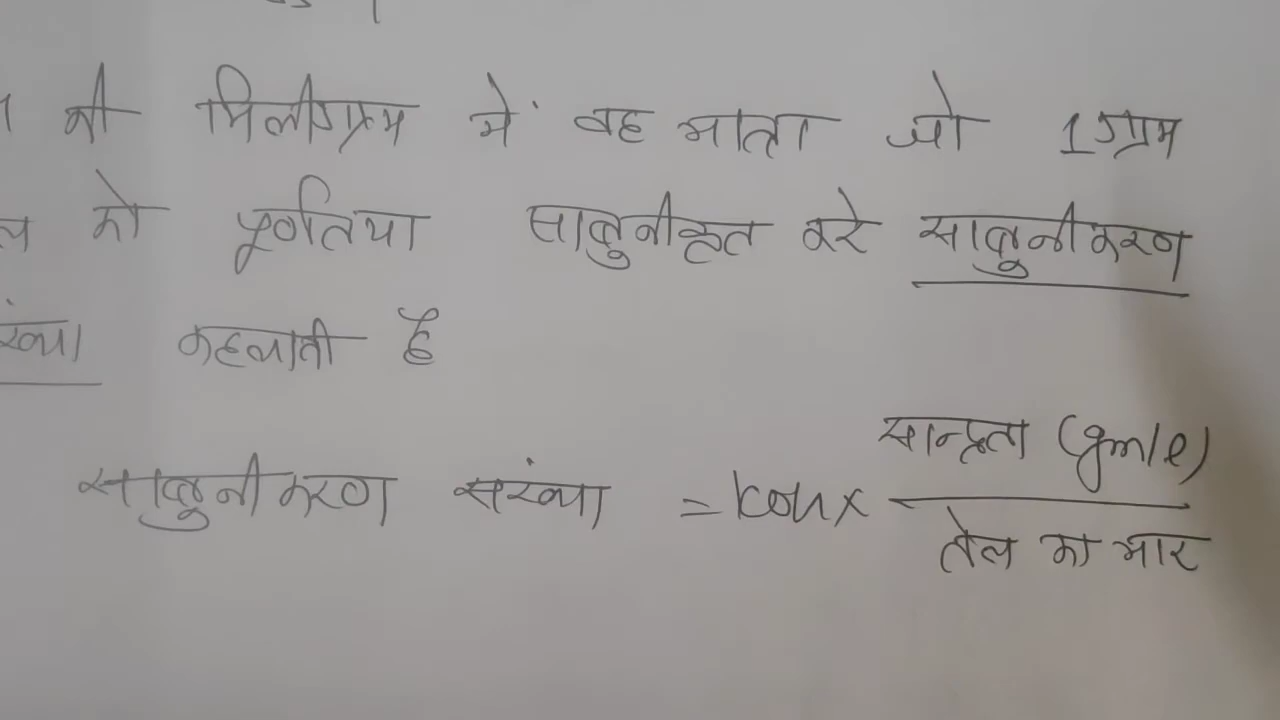 की मिलीग्राम में वह मात्रा जो 1ग्राम
को पूर्णतया साबुनीकृत करे साबुनीकरण
कहलाती है
साबुनीकरण संख्या = KOH x सान्द्रता (gm/l) / तेल का भार